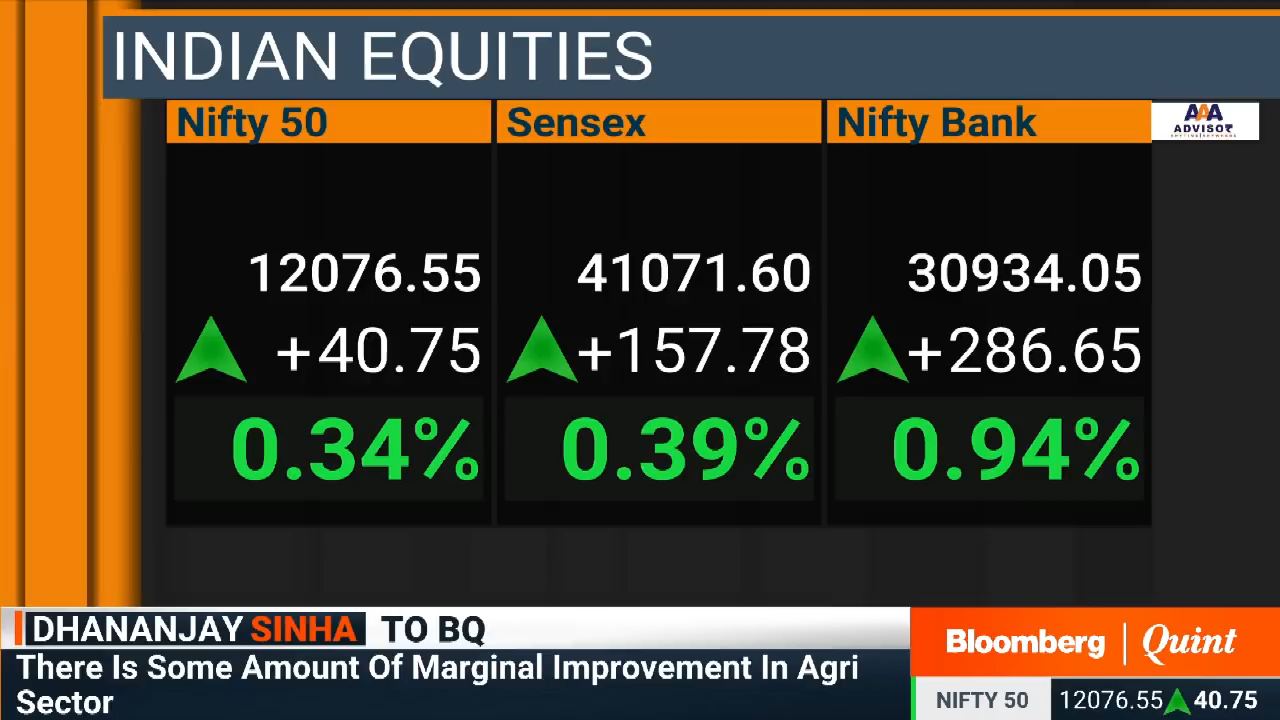 INDIAN EQUITIES
Nifty 50
Sensex
Nifty Bank
AAA
ADVISO₹
12076.55
41071.60
30934.05
+40.75
+157.78
+286.65
0.34%
0.39%
0.94%
DHANANJAY SINHA TO BQ
There Is Some Amount Of Marginal Improvement In Agri
Sector
Bloomberg | Quint
NIFTY 50 12076.55 40.75